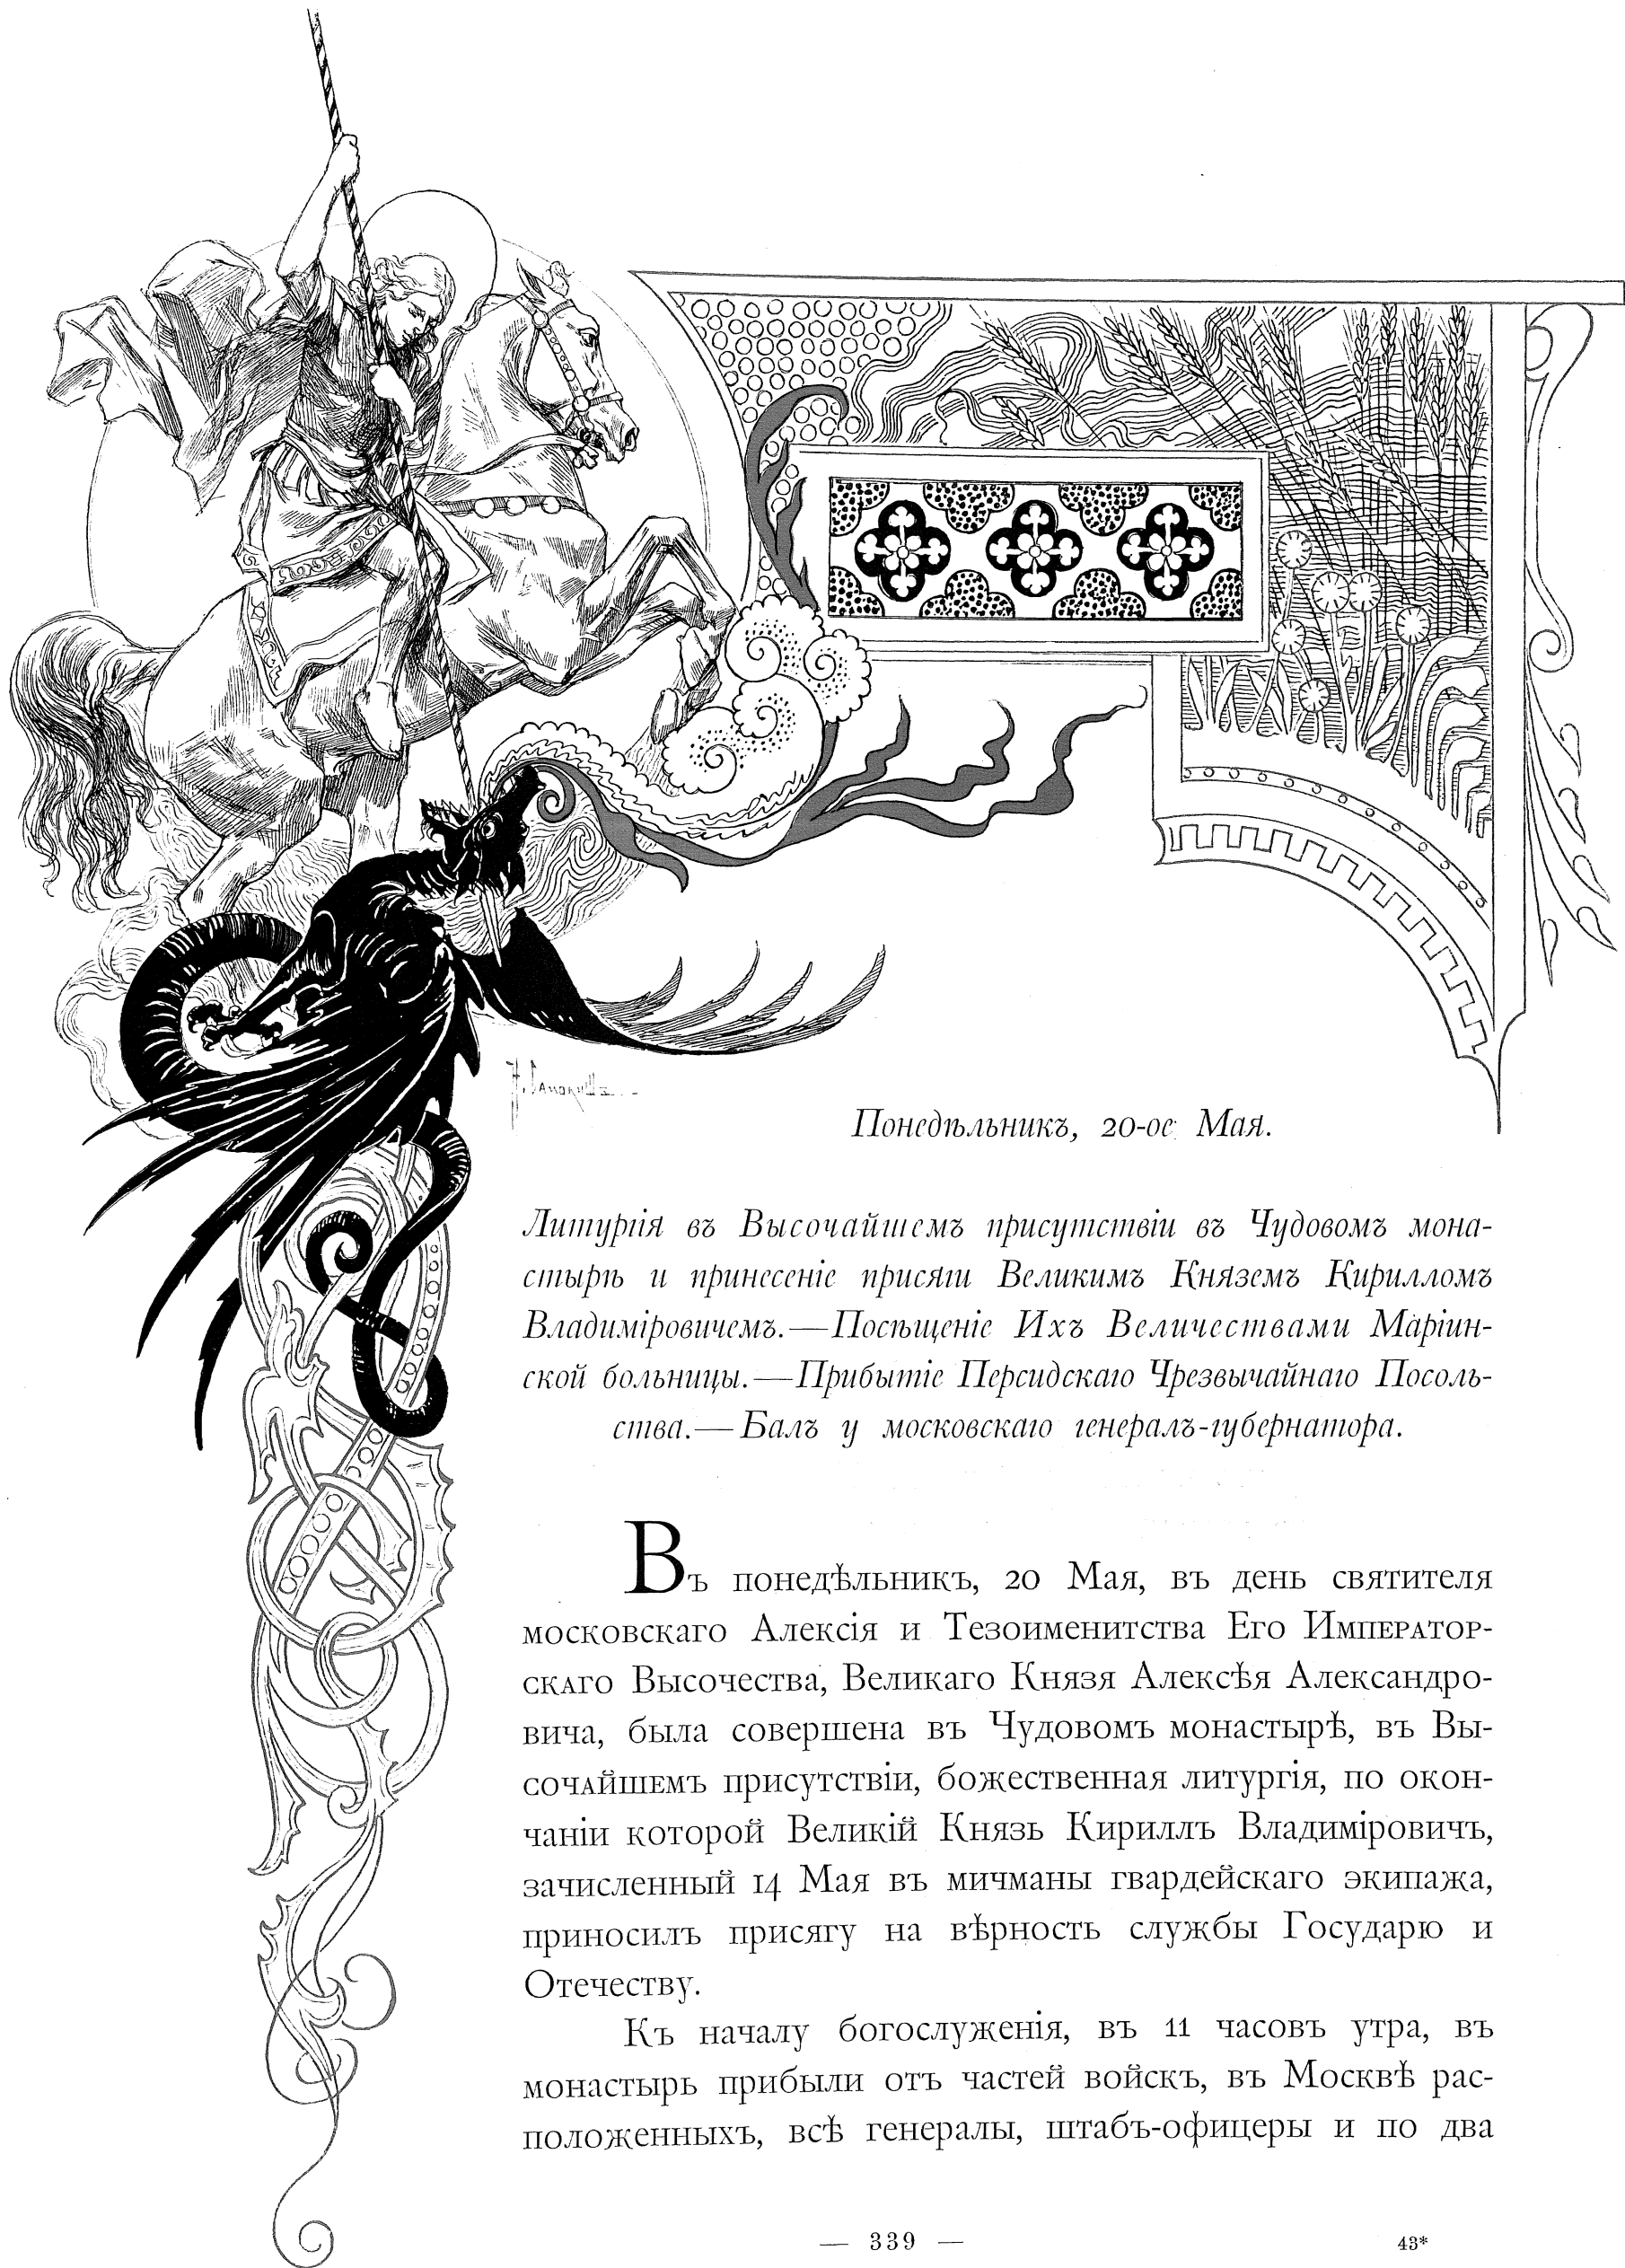 Н. Самокишъ
Понедѣльникъ, 20-ое Мая.
Литургія въ Высочайшемъ присутствіи въ Чудовомъ мона-
стырѣ и принесеніе присяги Великимъ Княземъ Кирилломъ
Владиміровичемъ.—Посѣщеніе Ихъ Величествами Маріин-
ской больницы.—Прибытіе Персидскаго Чрезвычайнаго Посоль-
ства.—Балъ у московскаго генералъ-губернатора.
Въ понедѣльникъ, 20 Мая, въ день святителя
московскаго Алексія и Тезоименитства Его Император-
скаго Высочества, Великаго Князя Алексѣя Александро-
вича, была совершена въ Чудовомъ монастырѣ, въ Вы-
сочайшемъ присутствіи, божественная литургія, по окон-
чаніи которой Великій Князь Кириллъ Владиміровичъ,
зачисленный 14 Мая въ мичманы гвардейскаго экипажа,
приносилъ присягу на вѣрность службы Государю и
Отечеству.
Къ началу богослуженія, въ 11 часовъ утра, въ
монастырь прибыли отъ частей войскъ, въ Москвѣ рас-
положенныхъ, всѣ генералы, штабъ-офицеры и по два
— 339 —
43*